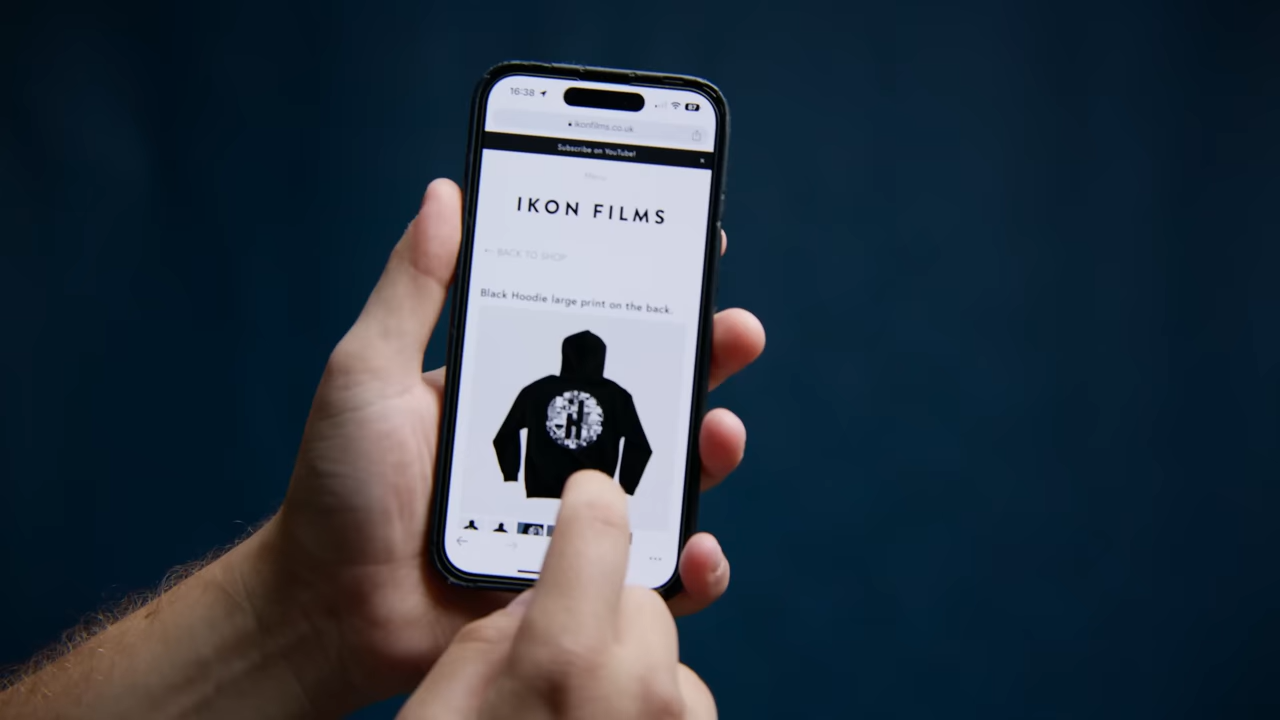 16:38
87
ikonfilms.co.uk
Subscribe on YouTube!
Menu
IKON FILMS
← BACK TO SHOP
Black Hoodie large print on the back.
H